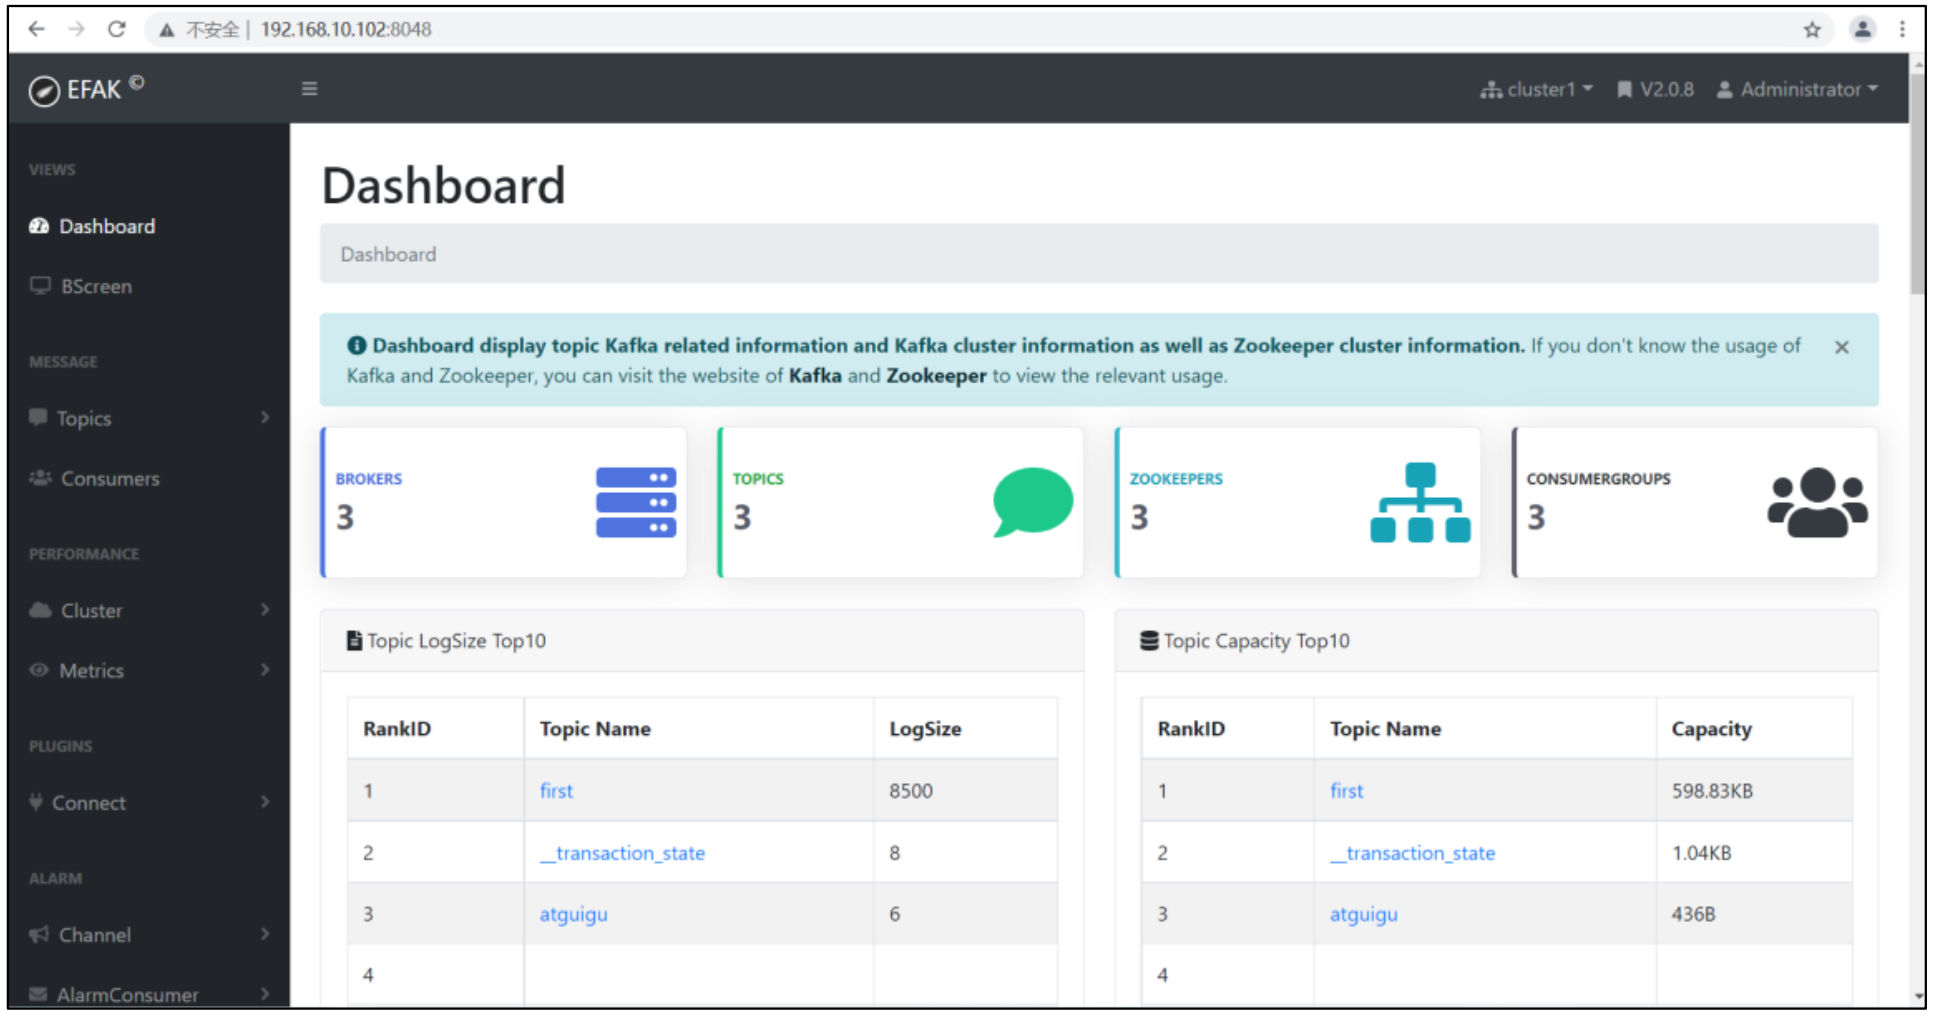 不安全 | 192.168.10.102:8048
EFAK ©
cluster1 V2.0.8 Administrator
VIEWS
Dashboard
BScreen
MESSAGE
Topics
Consumers
PERFORMANCE
Cluster
Metrics
PLUGINS
Connect
ALARM
Channel
AlarmConsumer
Dashboard
Dashboard
Dashboard display topic Kafka related information and Kafka cluster information as well as Zookeeper cluster information. If you don't know the usage of
Kafka and Zookeeper, you can visit the website of Kafka and Zookeeper to view the relevant usage.
BROKERS
3
TOPICS
3
ZOOKEEPERS
3
CONSUMERGROUPS
3
Topic LogSize Top10
RankID Topic Name LogSize
1 first 8500
2 __transaction_state 8
3 atguigu 6
4
Topic Capacity Top10
RankID Topic Name Capacity
1 first 598.83KB
2 __transaction_state 1.04KB
3 atguigu 436B
4